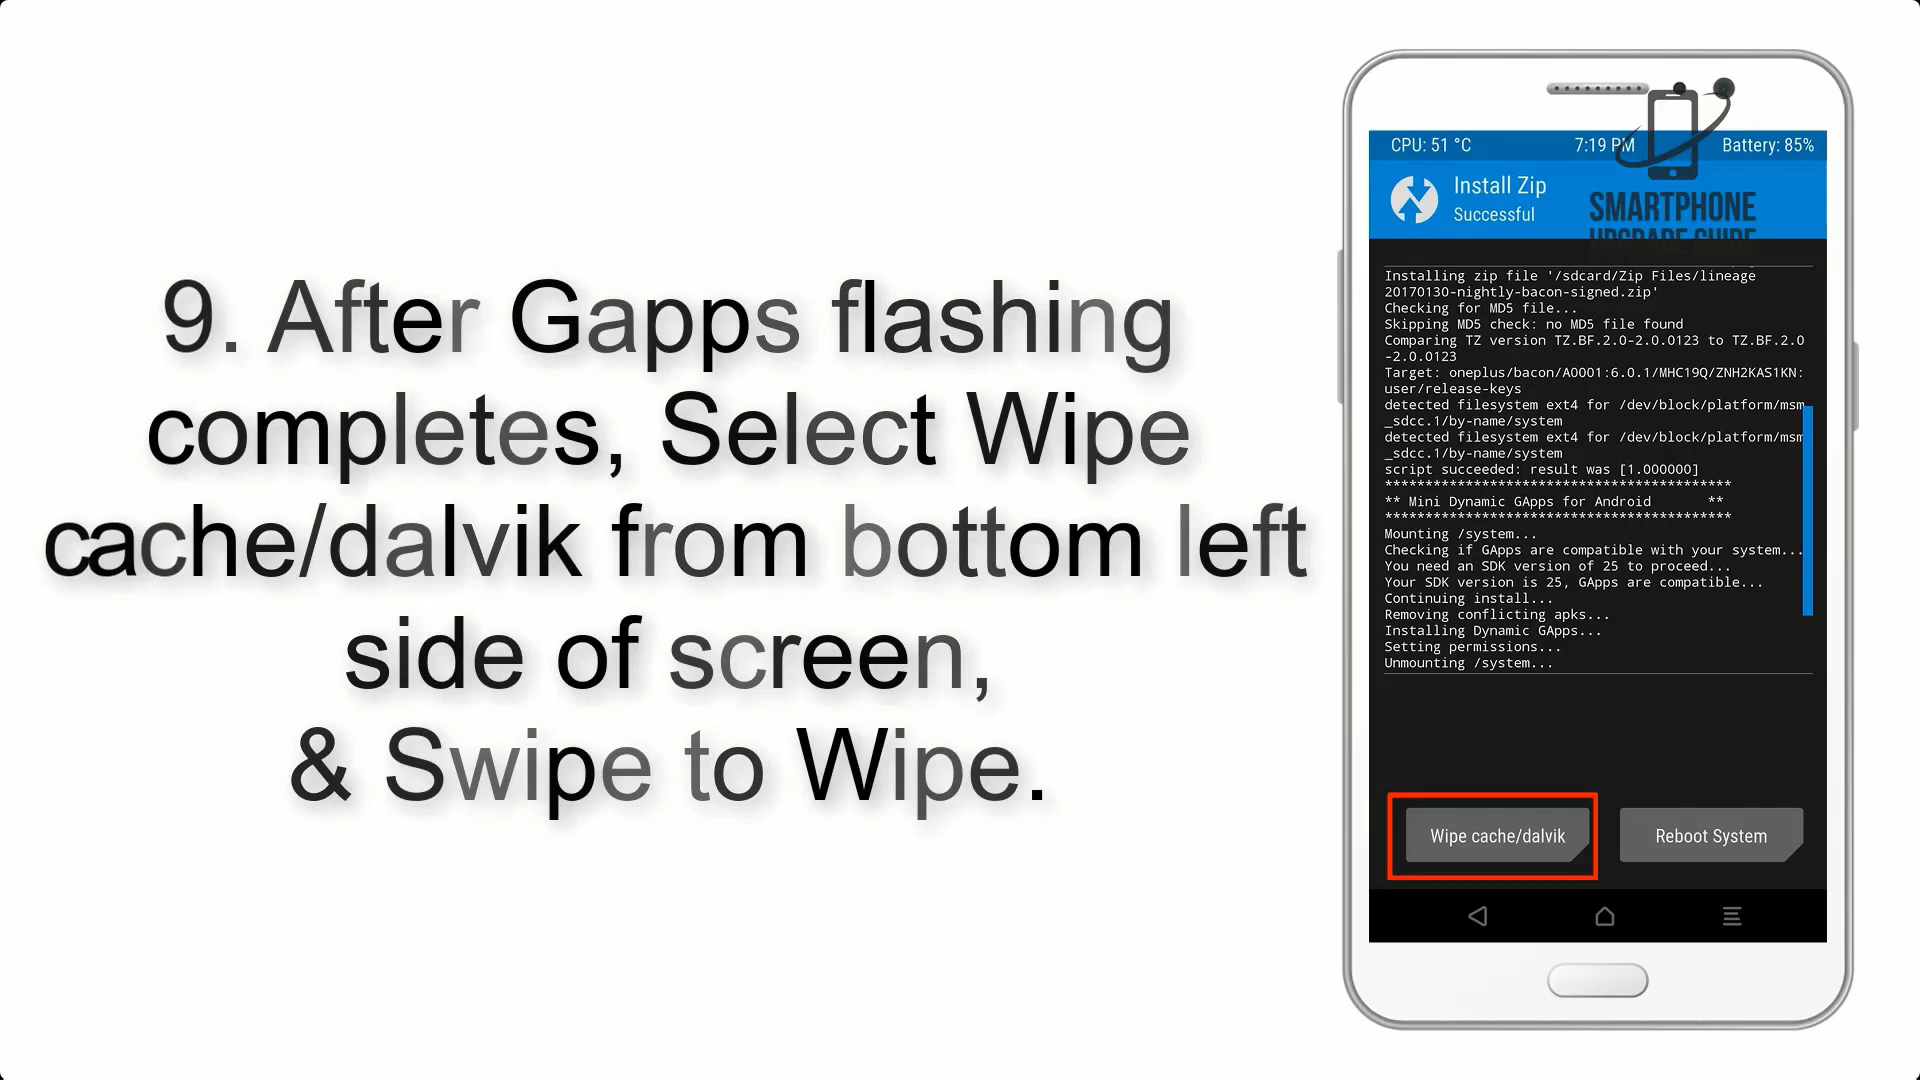 9. After Gapps flashing
completes, Select Wipe
cache/dalvik from bottom left
side of screen,
& Swipe to Wipe.
CPU: 51 °C 7:19 PM Battery: 85%
Install Zip
Successful
SMARTPHONE
UPGRADE GUIDE
Installing zip file '/sdcard/Zip Files/lineage
20170130-nightly-bacon-signed.zip'
Checking for MD5 file...
Skipping MD5 check: no MD5 file found
Comparing TZ version TZ.BF.2.0-2.0.0123 to TZ.BF.2.0
-2.0.0123
Target: oneplus/bacon/A0001:6.0.1/MHC19Q/ZNH2KAS1KN:
user/release-keys
detected filesystem ext4 for /dev/block/platform/msm
_sdcc.1/by-name/system
detected filesystem ext4 for /dev/block/platform/msm
_sdcc.1/by-name/system
script succeeded: result was [1.000000]
******************************************
** Mini Dynamic GApps for Android **
******************************************
Mounting /system...
Checking if GApps are compatible with your system...
You need an SDK version of 25 to proceed...
Your SDK version is 25, GApps are compatible...
Continuing install...
Removing conflicting apks...
Installing Dynamic GApps...
Setting permissions...
Unmounting /system...
Wipe cache/dalvik Reboot System